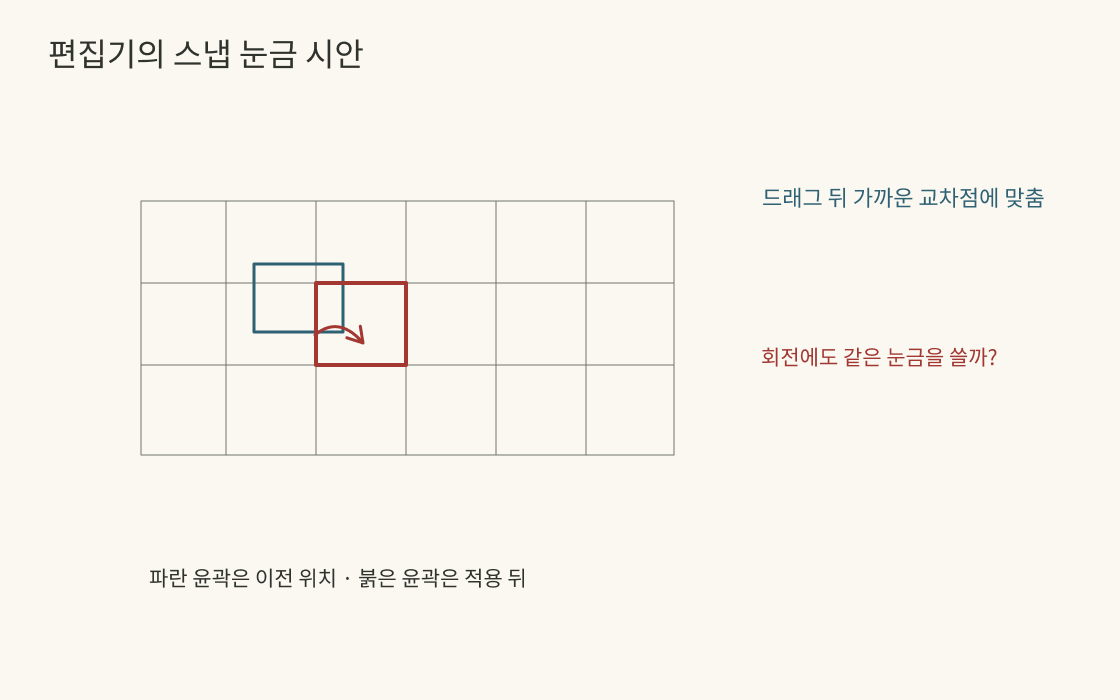 편집기의 스냅 눈금 시안
드래그 뒤 가까운 교차점에 맞춤
회전에도 같은 눈금을 쓸까?
파란 윤곽은 이전 위치 · 붉은 윤곽은 적용 뒤